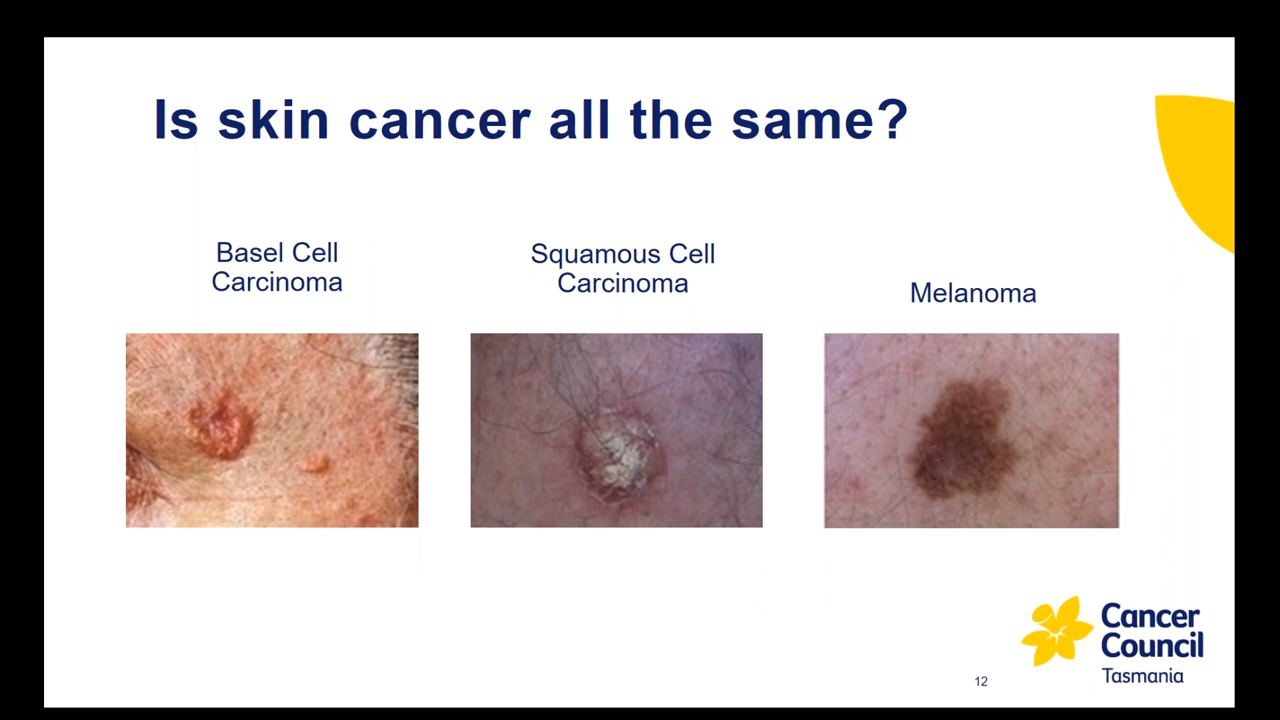 Is skin cancer all the same?
Basel Cell
Carcinoma
Squamous Cell
Carcinoma
Melanoma
Cancer
Council
Tasmania
12